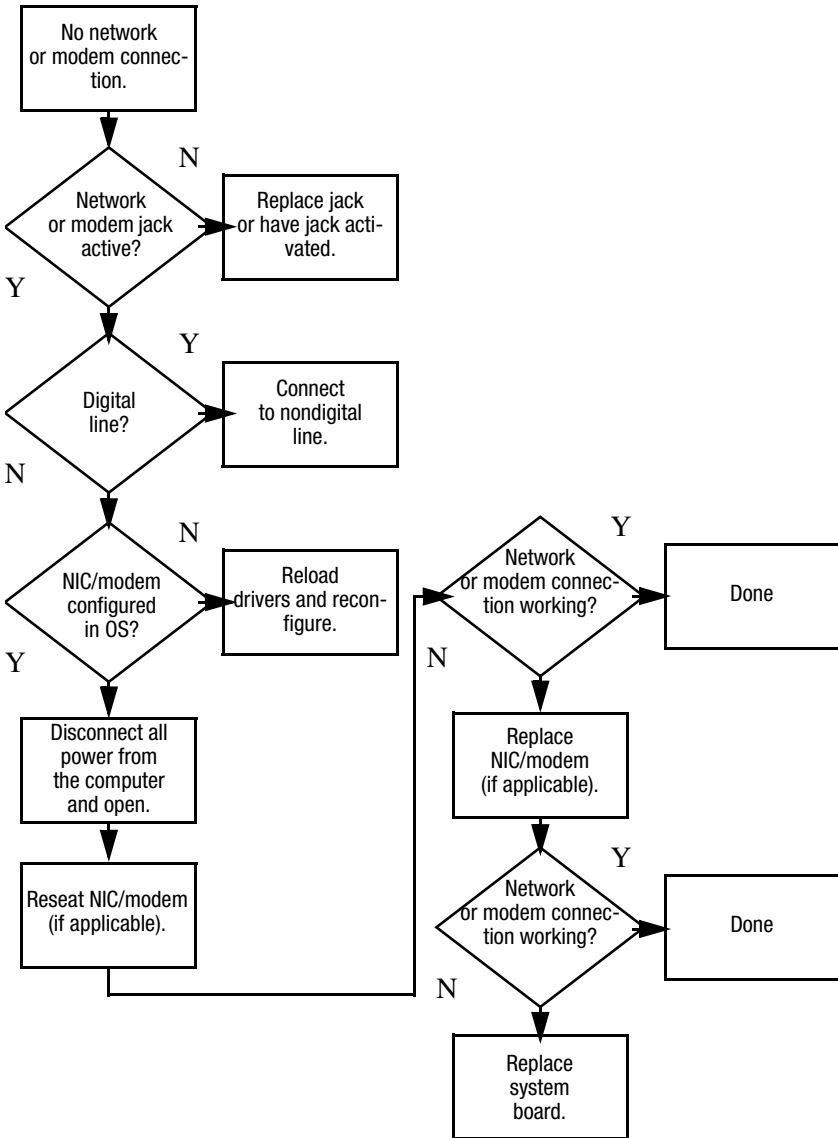 No network
or modem connec-
tion.
N
Network
or modem jack
active?
Replace jack
or have jack acti-
vated.
Y
Y
Digital
line?
Connect
to nondigital
line.
N
N
NIC/modem
configured
in OS?
Reload
drivers and recon-
figure.
Y
Disconnect all
power from
the computer
and open.
Reseat NIC/modem
(if applicable).
Y
Network
or modem connec-
tion working?
Done
N
Replace
NIC/modem
(if applicable).
Y
Network
or modem connec-
tion working?
Done
N
Replace
system
board.